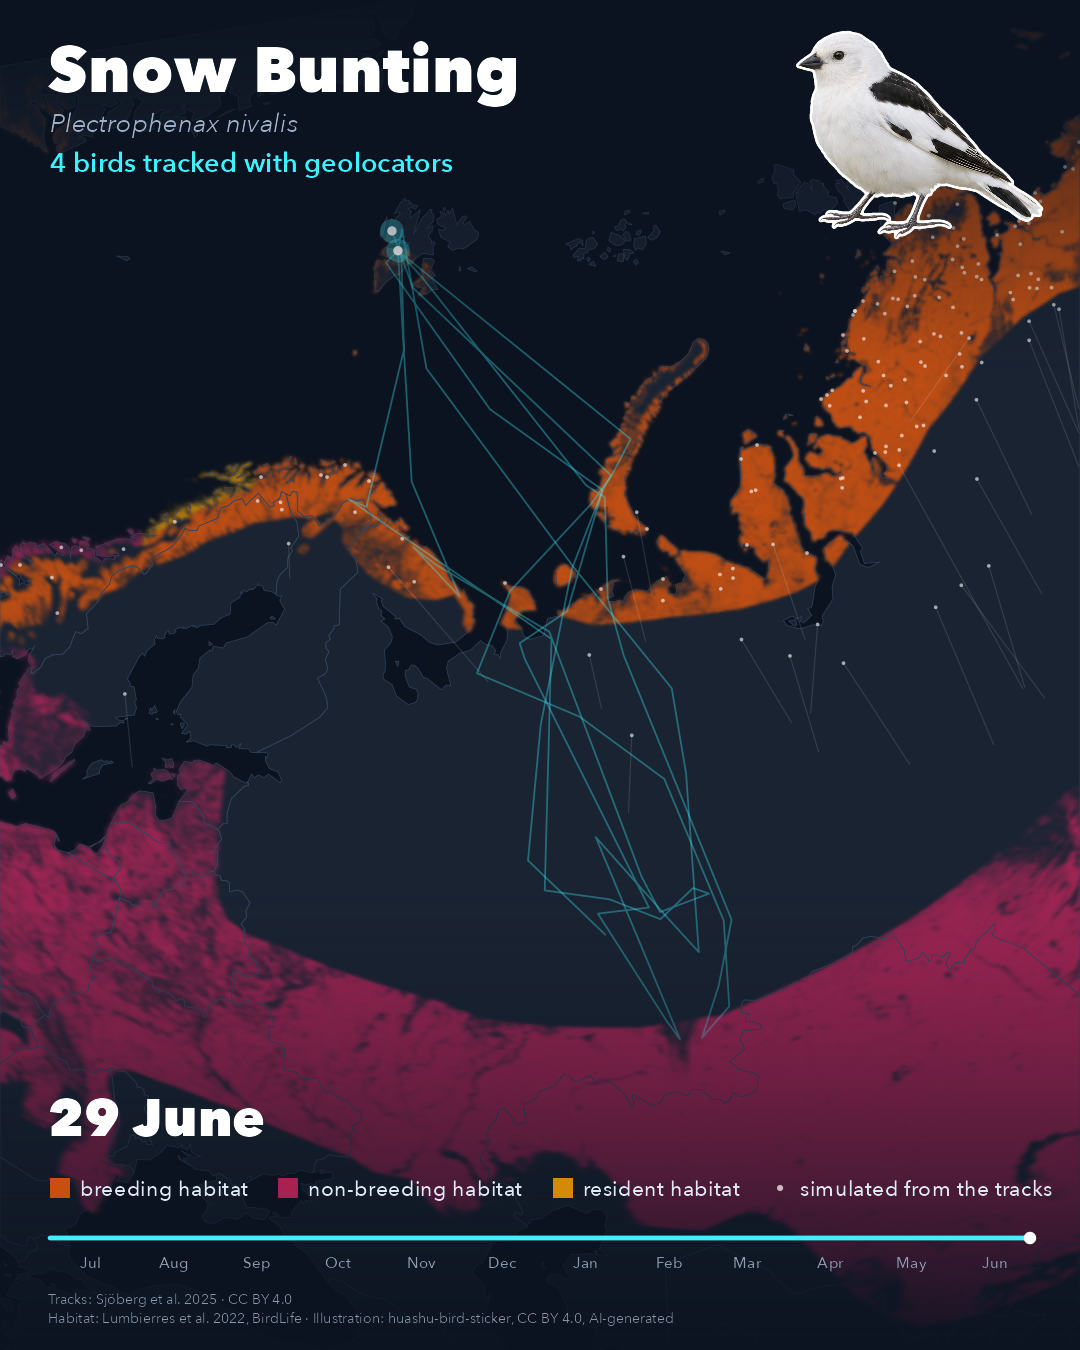 Snow Bunting
Plectrophenax nivalis
4 birds tracked with geolocators
29 June
breeding habitat non-breeding habitat resident habitat simulated from the tracks
Jul Aug Sep Oct Nov Dec Jan Feb Mar Apr May Jun
Tracks: Sjöberg et al. 2025 · CC BY 4.0
Habitat: Lumbierres et al. 2022, BirdLife · Illustration: huashu-bird-sticker, CC BY 4.0, AI-generated